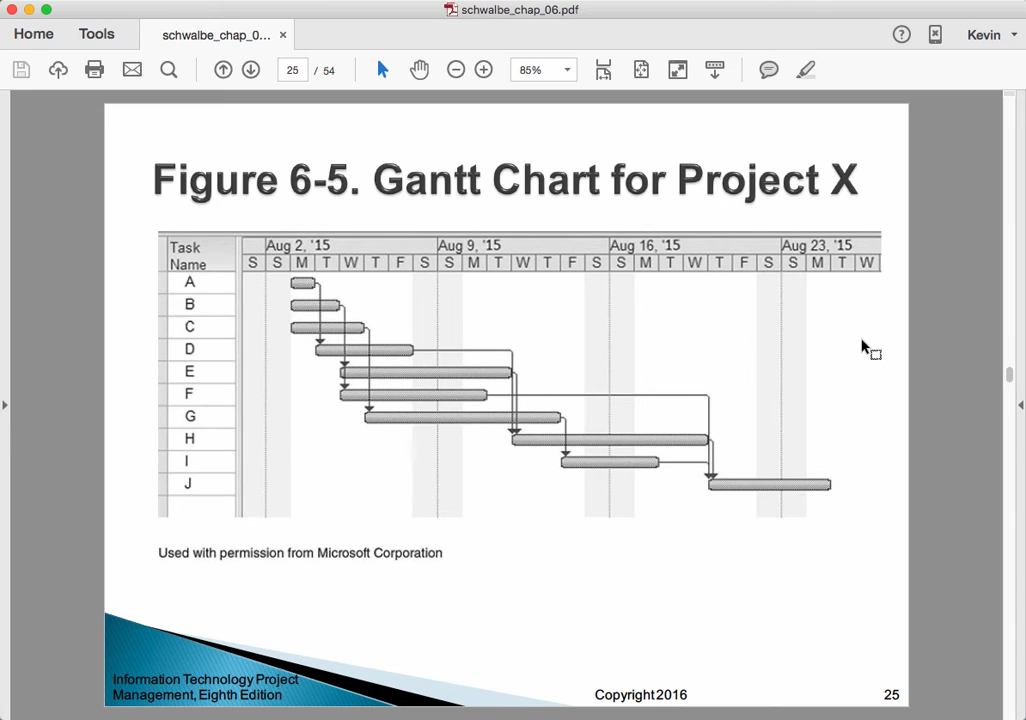 schwalbe_chap_06.pdf
Home Tools schwalbe_chap_0... × ? Kevin
25 / 54 85%
Figure 6-5. Gantt Chart for Project X
Task Name Aug 2, '15 Aug 9, '15 Aug 16, '15 Aug 23, '15
S S M T W T F S S M T W T F S S M T W T F S S M T W
A
B
C
D
E
F
G
H
I
J
Used with permission from Microsoft Corporation
Information Technology Project
Management, Eighth Edition
Copyright 2016
25